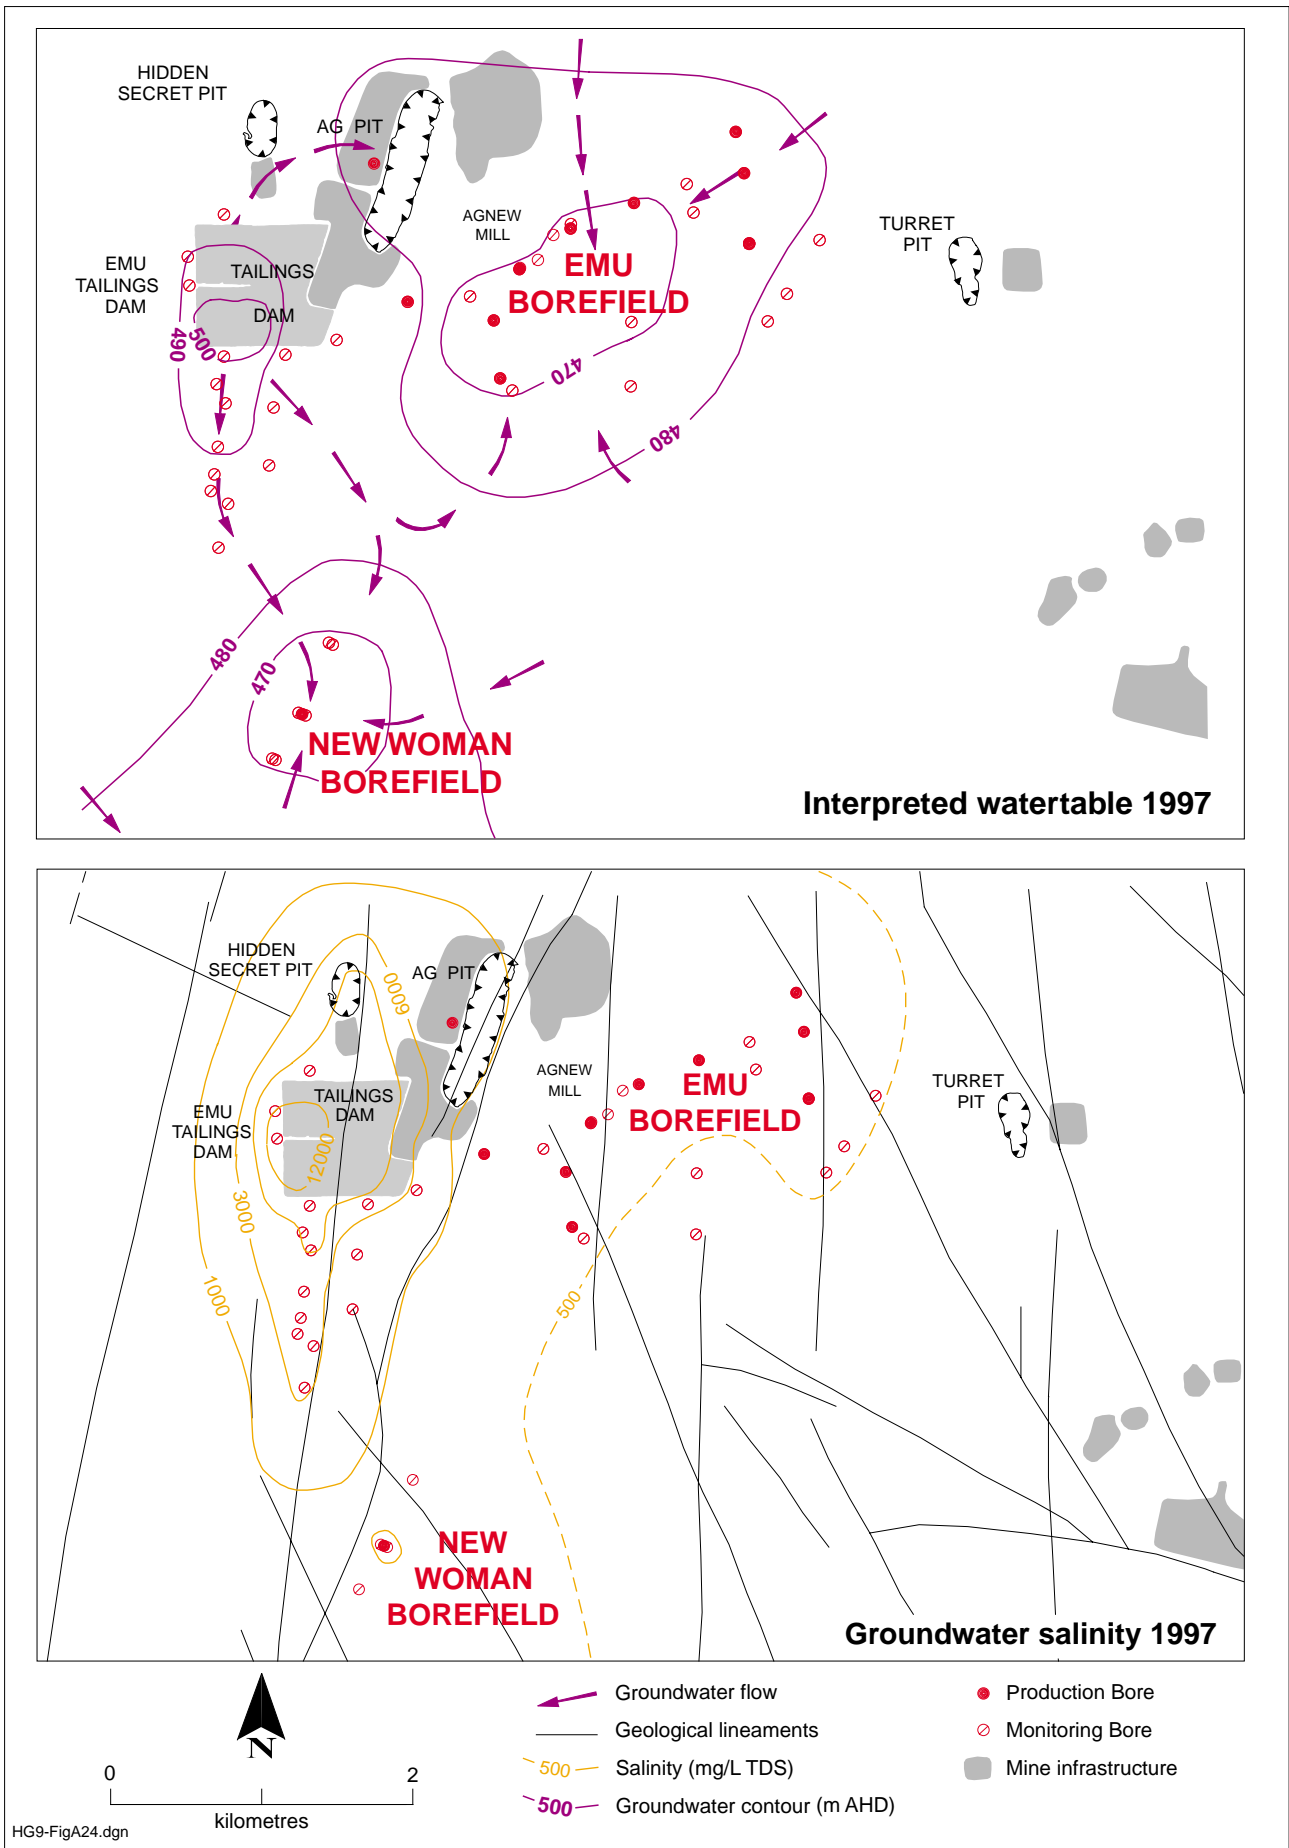 HIDDEN
SECRET PIT
AG PIT
AGNEW
MILL
TURRET
PIT
EMU
TAILINGS
DAM
TAILINGS
DAM
EMU
BOREFIELD
490
500
470
480
480
470
NEW WOMAN
BOREFIELD
Interpreted watertable 1997
HIDDEN
SECRET PIT
6000
AG PIT
AGNEW
MILL
EMU
BOREFIELD
TURRET
PIT
EMU
TAILINGS
DAM
TAILINGS
DAM
12000
3000
1000
500
NEW
WOMAN
BOREFIELD
Groundwater salinity 1997
N
0 2
kilometres
Groundwater flow
Geological lineaments
500 Salinity (mg/L TDS)
500 Groundwater contour (m AHD)
Production Bore
Monitoring Bore
Mine infrastructure
HG9-FigA24.dgn